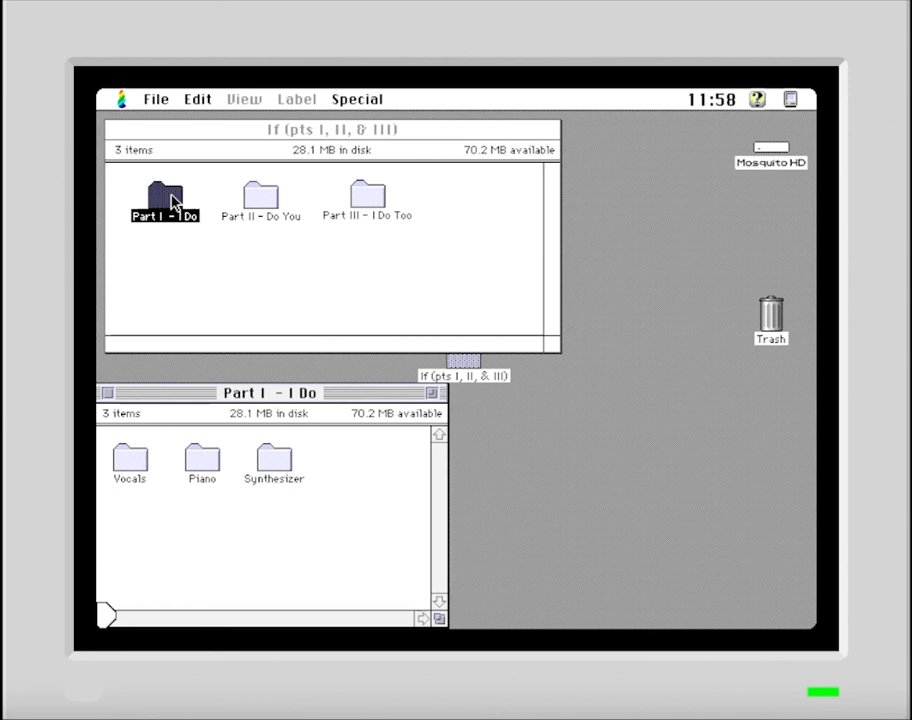 File Edit View Label Special 11:58
If (pts I, II, & III)
3 items 28.1 MB in disk 70.2 MB available
Part I - I Do Part II - Do You Part III - I Do Too
Mosquito HD
Trash
If (pts I, II, & III)
Part I - I Do
3 items 28.1 MB in disk 70.2 MB available
Vocals Piano Synthesizer